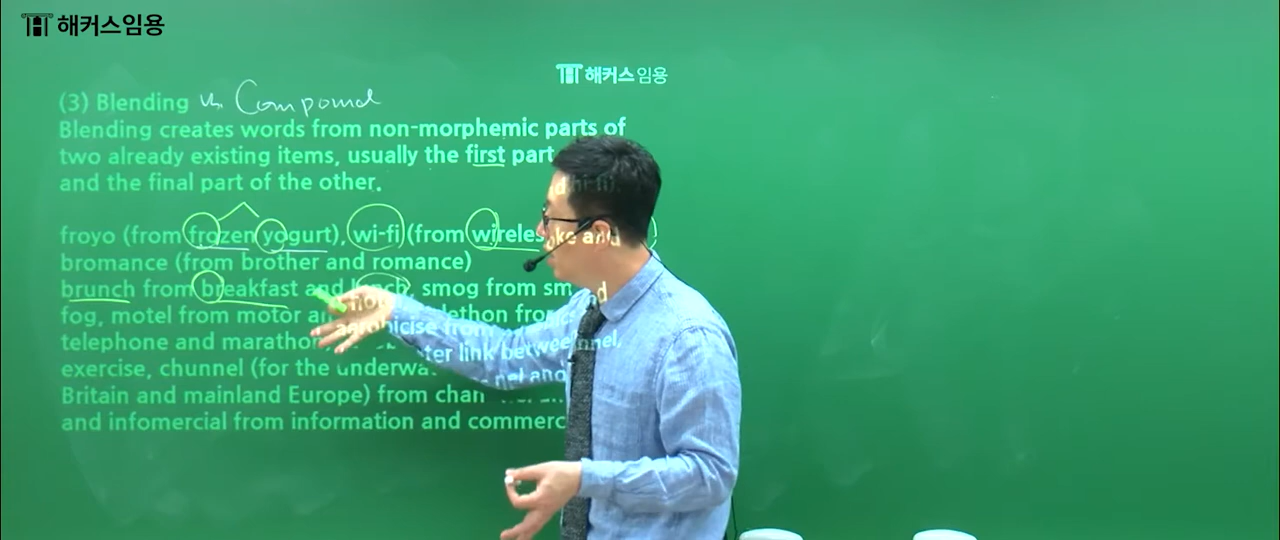 해커스임용
해커스임용
(3) Blending vs. Compound
Blending creates words from non-morphemic parts of
two already existing items, usually the first part
and the final part of the other.
froyo (from frozen yogurt), wi-fi (from wireles
bromance (from brother and romance)
brunch from breakfast and lunch, smog from sm
fog, motel from motor an
telephone and marathon,
exercise, chunnel (for the underwa
Britain and mainland Europe) from chan
and infomercial from information and commerc